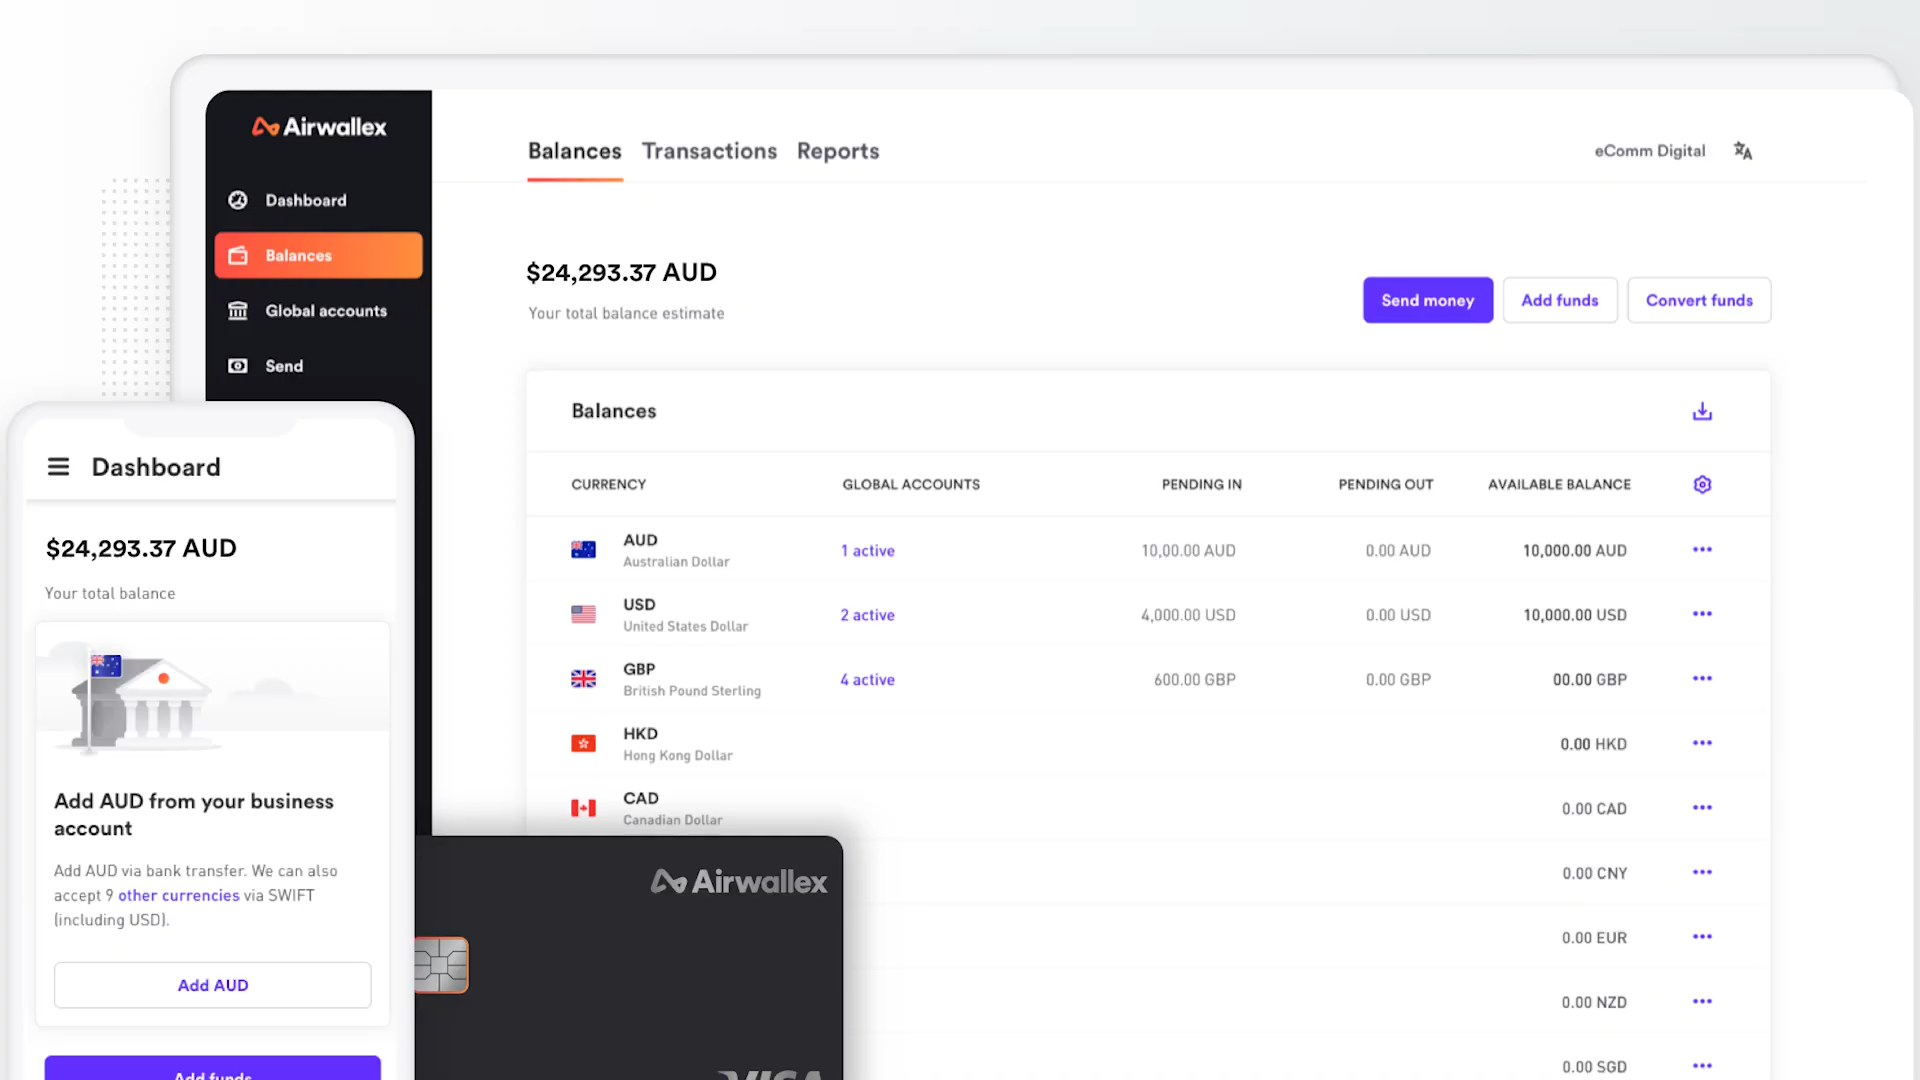 Airwallex
Dashboard
Balances
Global accounts
Send
Balances Transactions Reports
eComm Digital
$24,293.37 AUD
Your total balance estimate
Send money Add funds Convert funds
Balances
CURRENCY GLOBAL ACCOUNTS PENDING IN PENDING OUT AVAILABLE BALANCE
AUD
Australian Dollar
1 active 10,00.00 AUD 0.00 AUD 10,000.00 AUD
USD
United States Dollar
2 active 4,000.00 USD 0.00 USD 10,000.00 USD
GBP
British Pound Sterling
4 active 600.00 GBP 0.00 GBP 00.00 GBP
HKD
Hong Kong Dollar
0.00 HKD
CAD
Canadian Dollar
0.00 CAD
0.00 CNY
0.00 EUR
0.00 NZD
0.00 SGD
Dashboard
$24,293.37 AUD
Your total balance
Add AUD from your business
account
Add AUD via bank transfer. We can also
accept 9 other currencies via SWIFT
(including USD).
Add AUD
Add funds
Airwallex
VISA